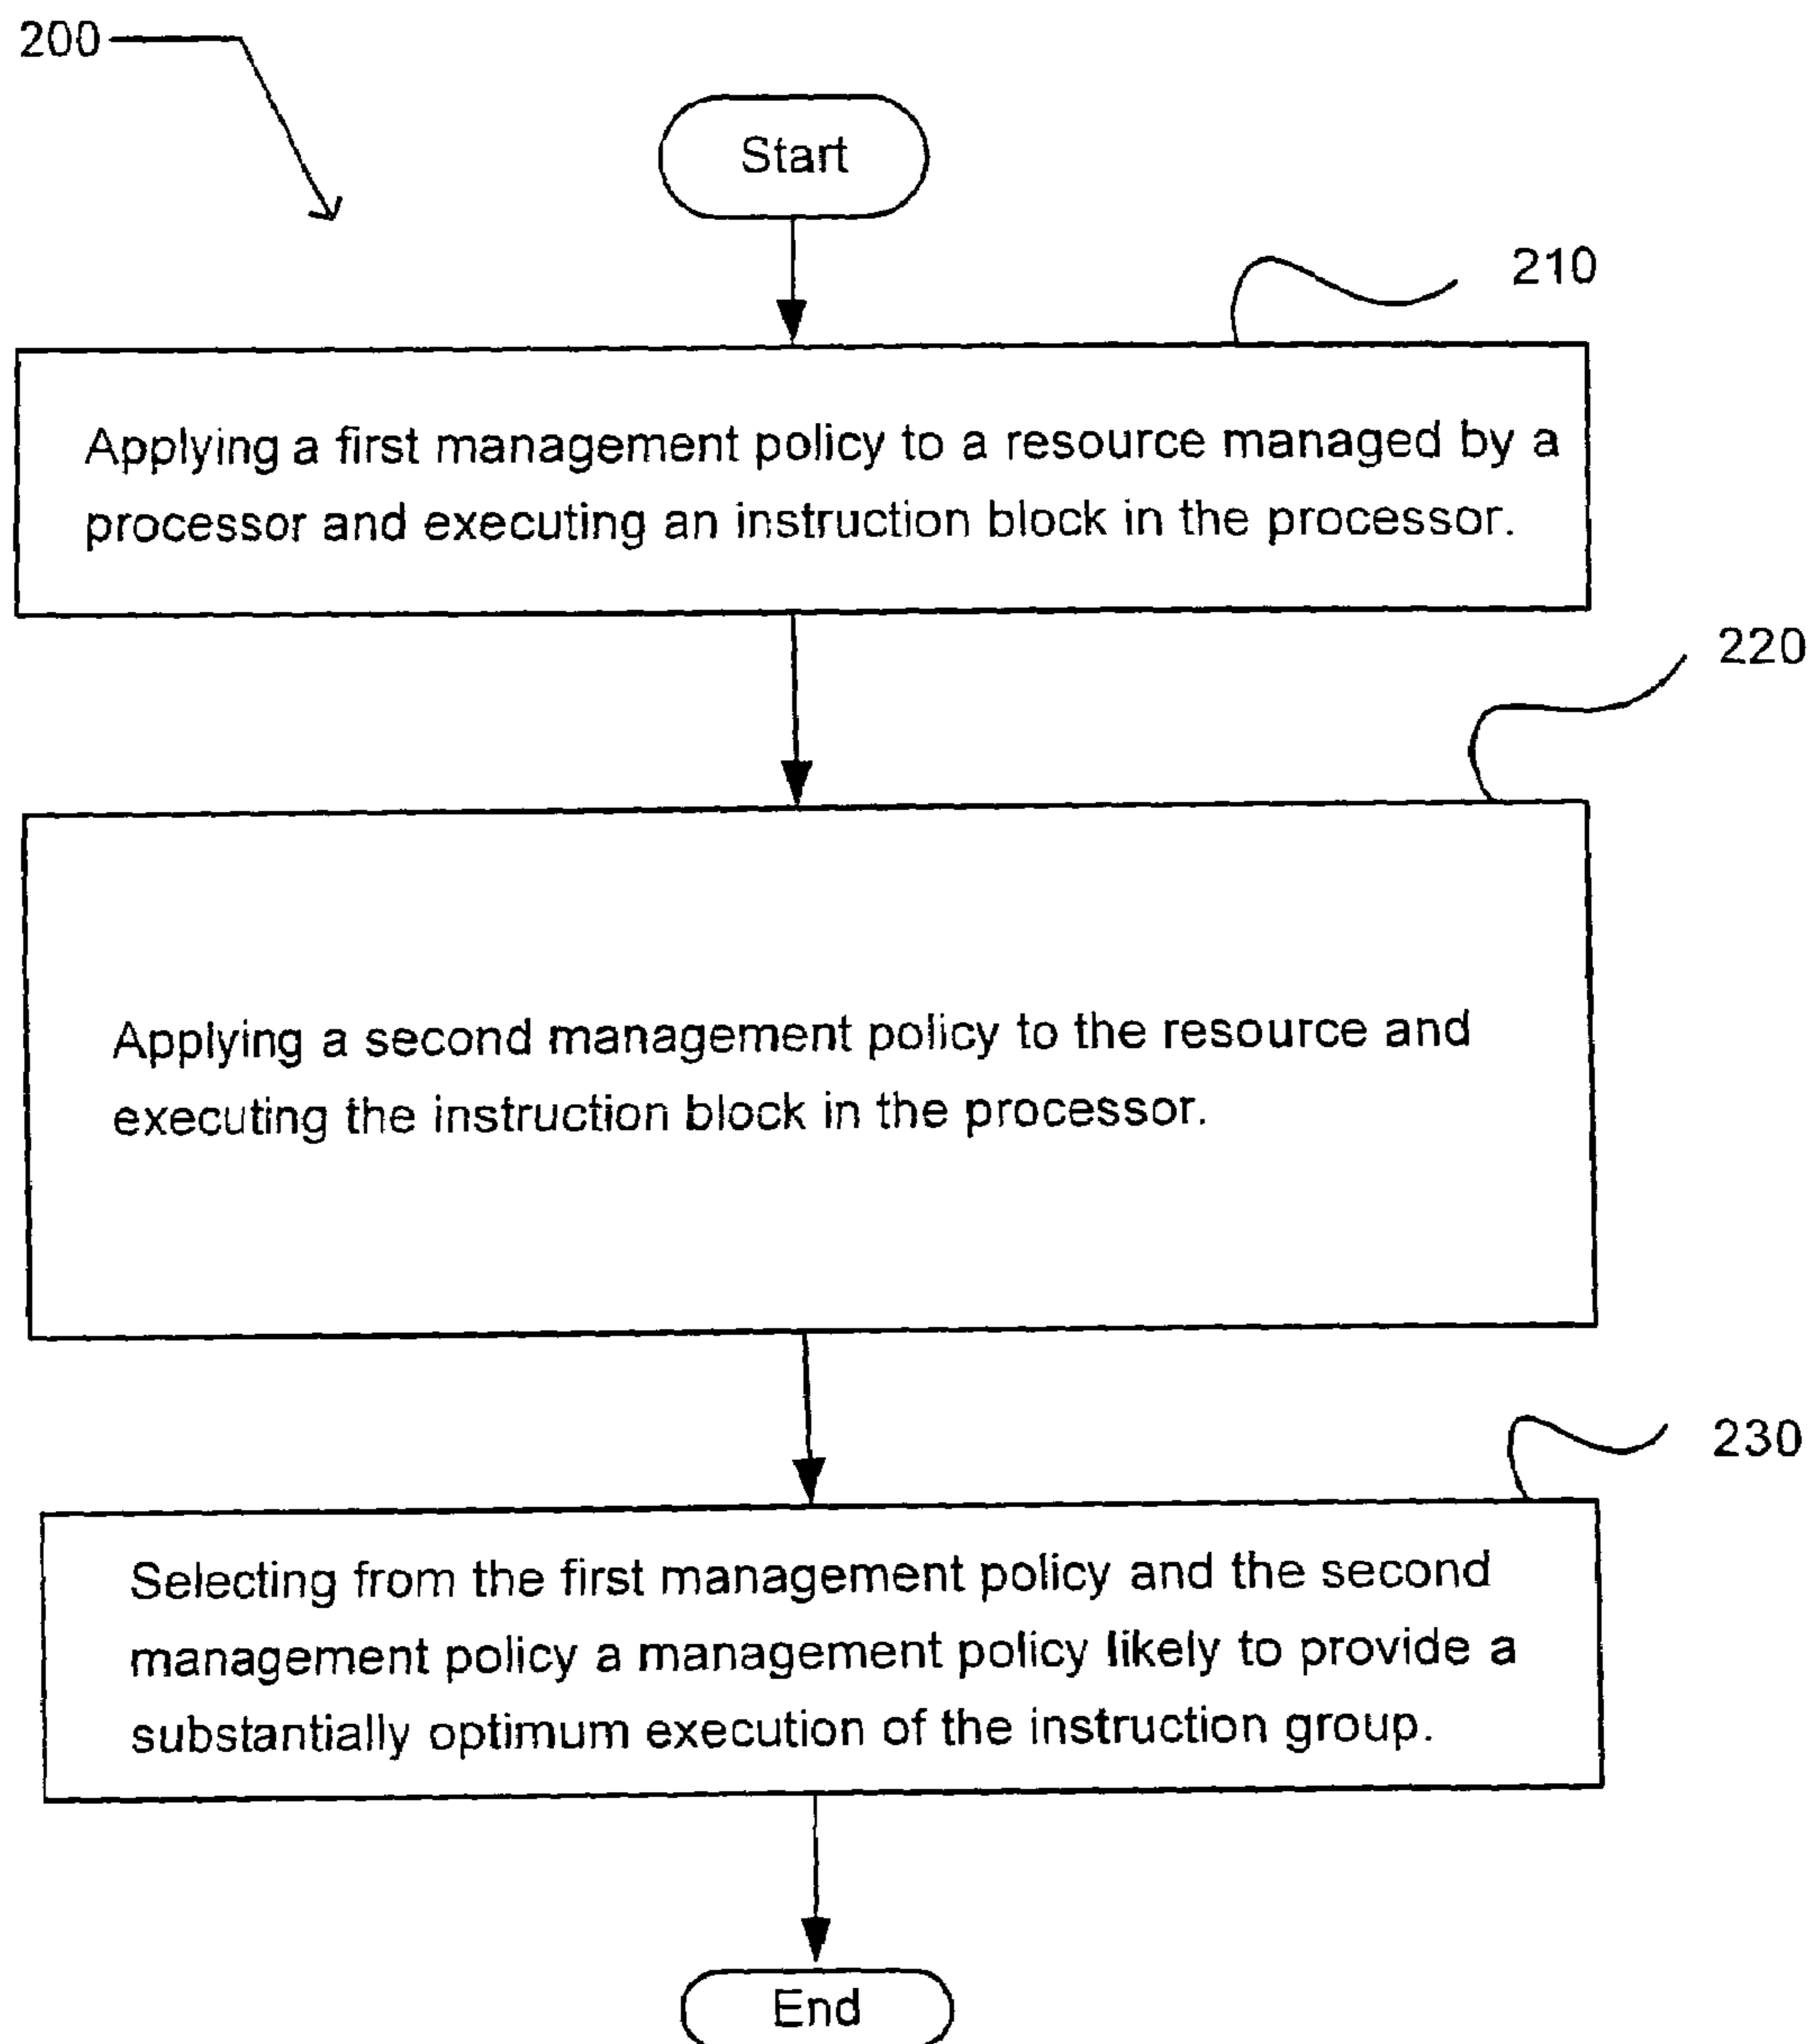 200
Start
210
Applying a first management policy to a resource managed by a
processor and executing an instruction block in the processor.
220
Applying a second management policy to the resource and
executing the instruction block in the processor.
230
Selecting from the first management policy and the second
management policy a management policy likely to provide a
substantially optimum execution of the instruction group.
End